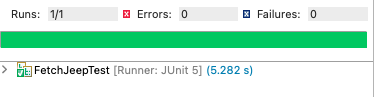 Runs: 1/1 Errors: 0 Failures: 0
FetchJeepTest [Runner: JUnit 5] (5.282 s)